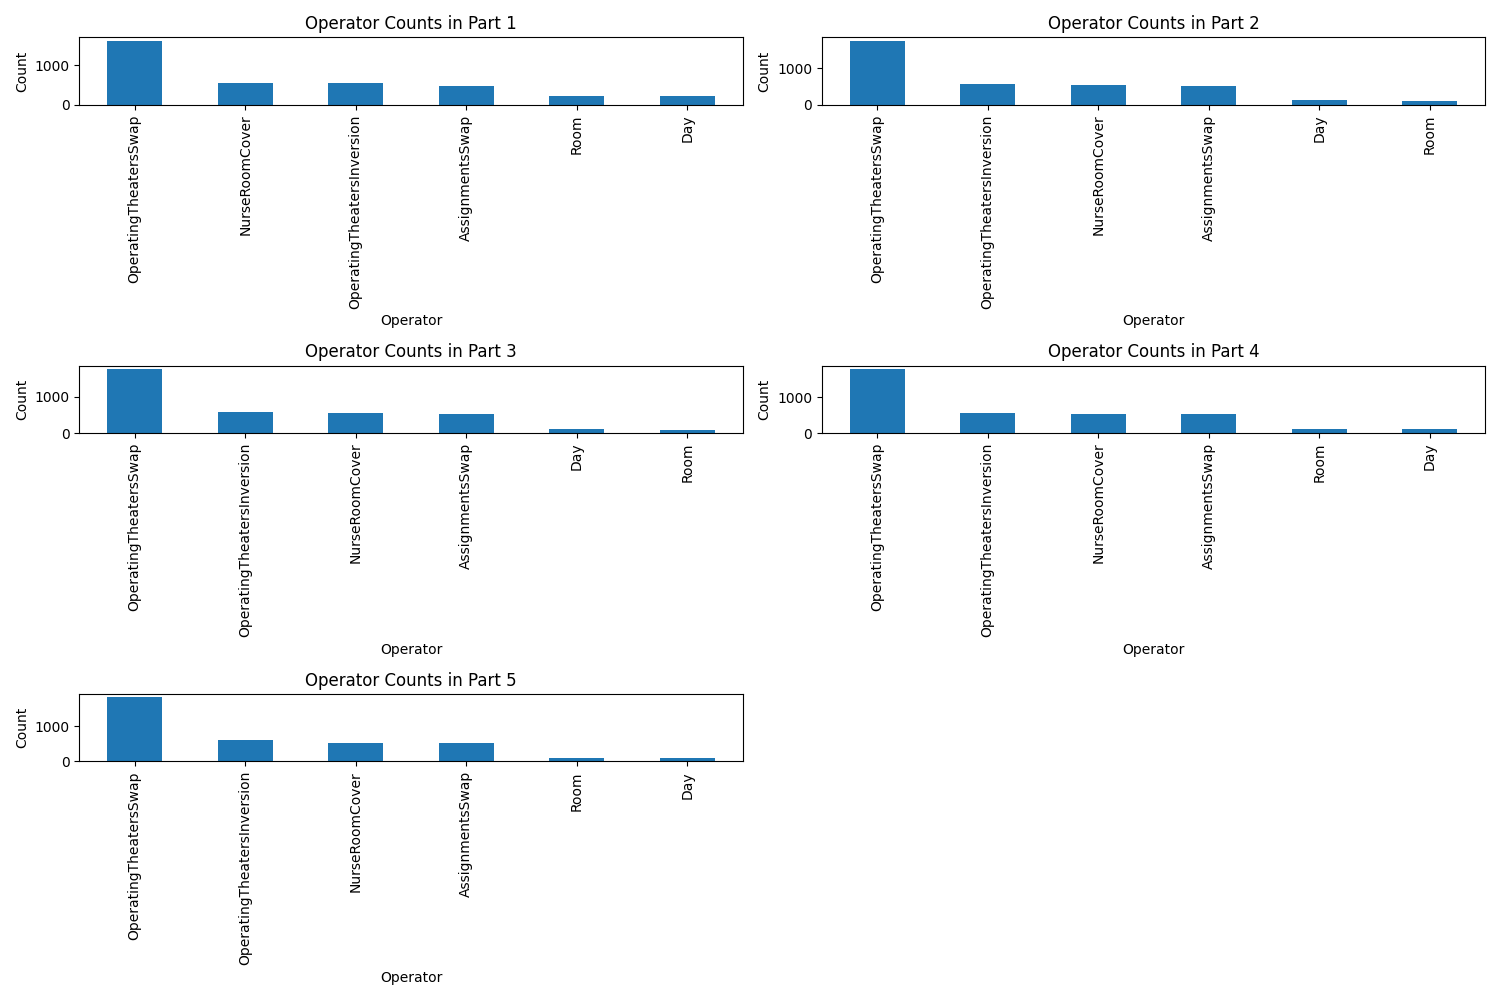 Operator Counts in Part 1
Count
1000
0
OperatingTheatersSwap
NurseRoomCover
OperatingTheatersInversion
AssignmentsSwap
Room
Day
Operator
Operator Counts in Part 2
Count
1000
0
OperatingTheatersSwap
OperatingTheatersInversion
NurseRoomCover
AssignmentsSwap
Day
Room
Operator
Operator Counts in Part 3
Count
1000
0
OperatingTheatersSwap
OperatingTheatersInversion
NurseRoomCover
AssignmentsSwap
Day
Room
Operator
Operator Counts in Part 4
Count
1000
0
OperatingTheatersSwap
OperatingTheatersInversion
NurseRoomCover
AssignmentsSwap
Room
Day
Operator
Operator Counts in Part 5
Count
1000
0
OperatingTheatersSwap
OperatingTheatersInversion
NurseRoomCover
AssignmentsSwap
Room
Day
Operator